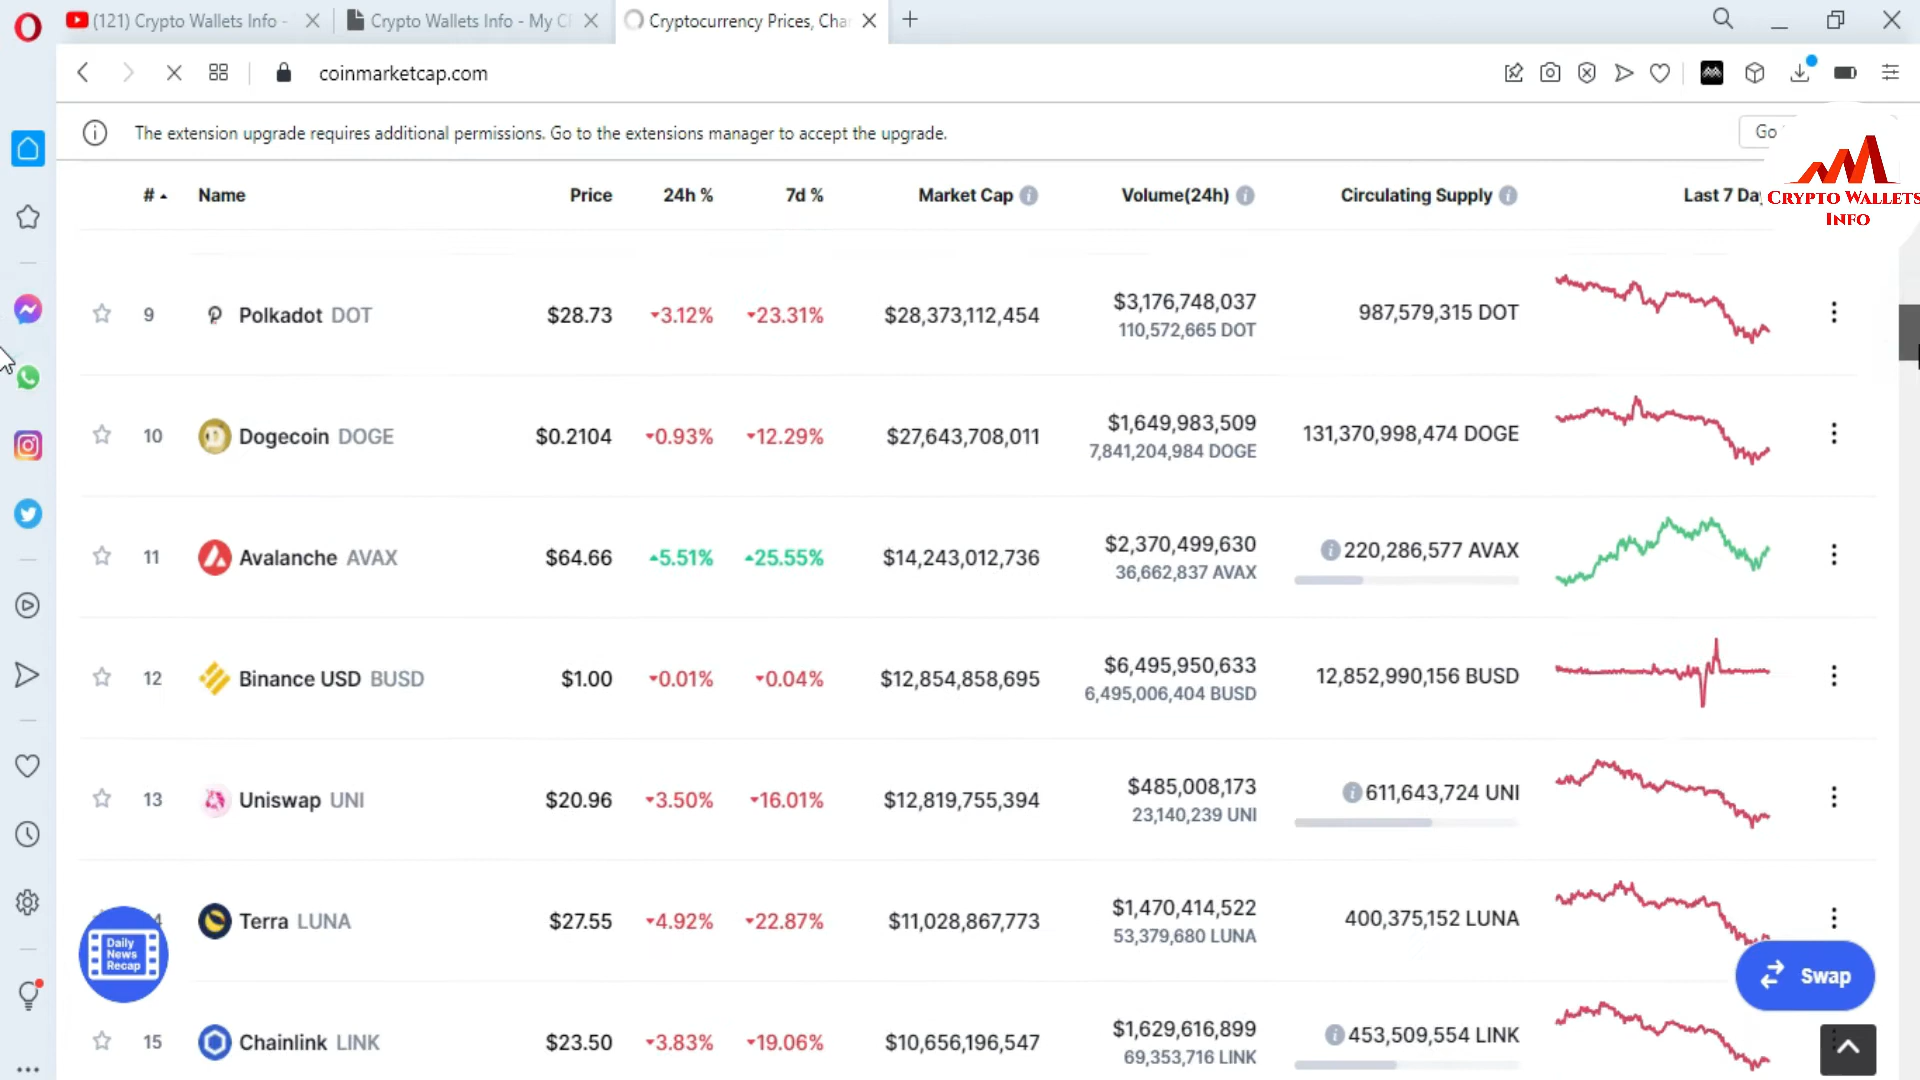 (121) Crypto Wallets Info -
Crypto Wallets Info - My C
Cryptocurrency Prices, Cha
coinmarketcap.com
The extension upgrade requires additional permissions. Go to the extensions manager to accept the upgrade.
Go
CRYPTO WALLETS
INFO
# Name Price 24h % 7d % Market Cap Volume(24h) Circulating Supply Last 7 Da
9 Polkadot DOT $28.73 3.12% 23.31% $28,373,112,454 $3,176,748,037 987,579,315 DOT
110,572,665 DOT
10 Dogecoin DOGE $0.2104 0.93% 12.29% $27,643,708,011 $1,649,983,509 131,370,998,474 DOGE
7,841,204,984 DOGE
11 Avalanche AVAX $64.66 5.51% 25.55% $14,243,012,736 $2,370,499,630 220,286,577 AVAX
36,662,837 AVAX
12 Binance USD BUSD $1.00 0.01% 0.04% $12,854,858,695 $6,495,950,633 12,852,990,156 BUSD
6,495,006,404 BUSD
13 Uniswap UNI $20.96 3.50% 16.01% $12,819,755,394 $485,008,173 611,643,724 UNI
23,140,239 UNI
Terra LUNA $27.55 4.92% 22.87% $11,028,867,773 $1,470,414,522 400,375,152 LUNA
53,379,680 LUNA
Daily
News
Recap
Swap
15 Chainlink LINK $23.50 3.83% 19.06% $10,656,196,547 $1,629,616,899 453,509,554 LINK
69,353,716 LINK